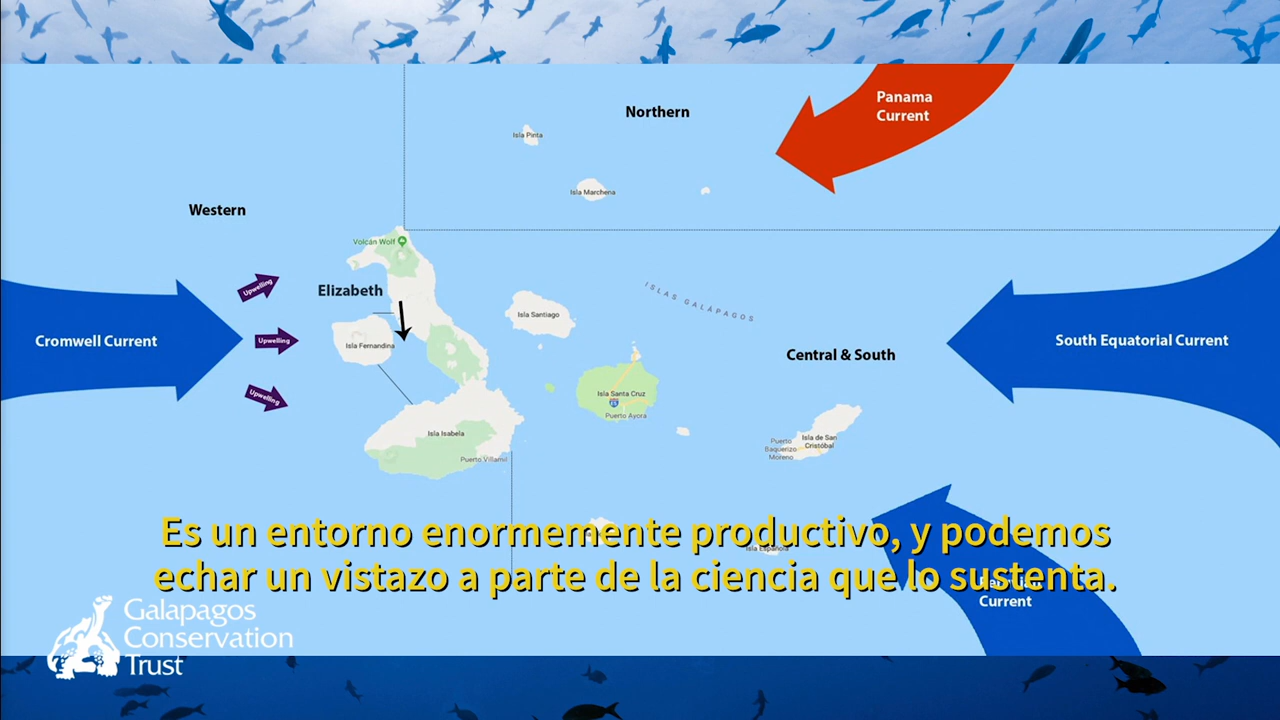 Northern
Panama
Current
Isla Pinta
Isla Marchena
Western
Volcán Wolf
Upwelling
Elizabeth
ISLAS GALÁPAGOS
Isla Santiago
Cromwell Current
Upwelling
Isla Fernandina
South Equatorial Current
Central & South
Upwelling
Isla Santa Cruz
Puerto Ayora
Isla Isabela
Isla de San
Cristóbal
Puerto
Baquerizo
Moreno
Puerto Villamil
Es un entorno enormemente productivo, y podemos
echar un vistazo a parte de la ciencia que lo sustenta.
Isla Española
Current
Galapagos
Conservation
Trust